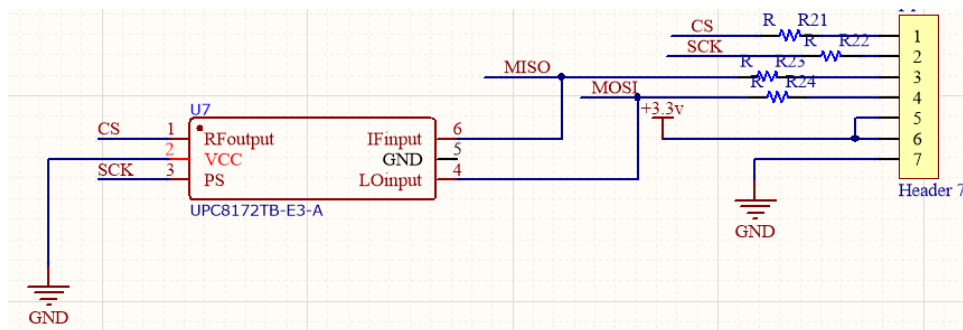 CS
R
R21
1
SCK
R
R22
2
MISO
R
R23
3
MOSI
R
R24
4
+3.3v
5
6
7
Header 7
GND
U7
CS
1
RFoutput
IFinput
6
2
VCC
GND
5
SCK
3
PS
LOinput
4
UPC8172TB-E3-A
GND